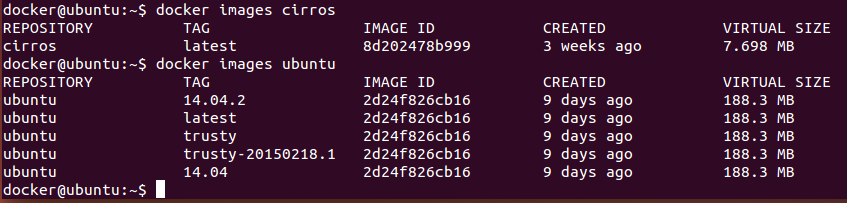 docker@ubuntu:~$ docker images cirros
REPOSITORY TAG IMAGE ID CREATED VIRTUAL SIZE
cirros latest 8d202478b999 3 weeks ago 7.698 MB
docker@ubuntu:~$ docker images ubuntu
REPOSITORY TAG IMAGE ID CREATED VIRTUAL SIZE
ubuntu 14.04.2 2d24f826cb16 9 days ago 188.3 MB
ubuntu latest 2d24f826cb16 9 days ago 188.3 MB
ubuntu trusty 2d24f826cb16 9 days ago 188.3 MB
ubuntu trusty-20150218.1 2d24f826cb16 9 days ago 188.3 MB
ubuntu 14.04 2d24f826cb16 9 days ago 188.3 MB
docker@ubuntu:~$